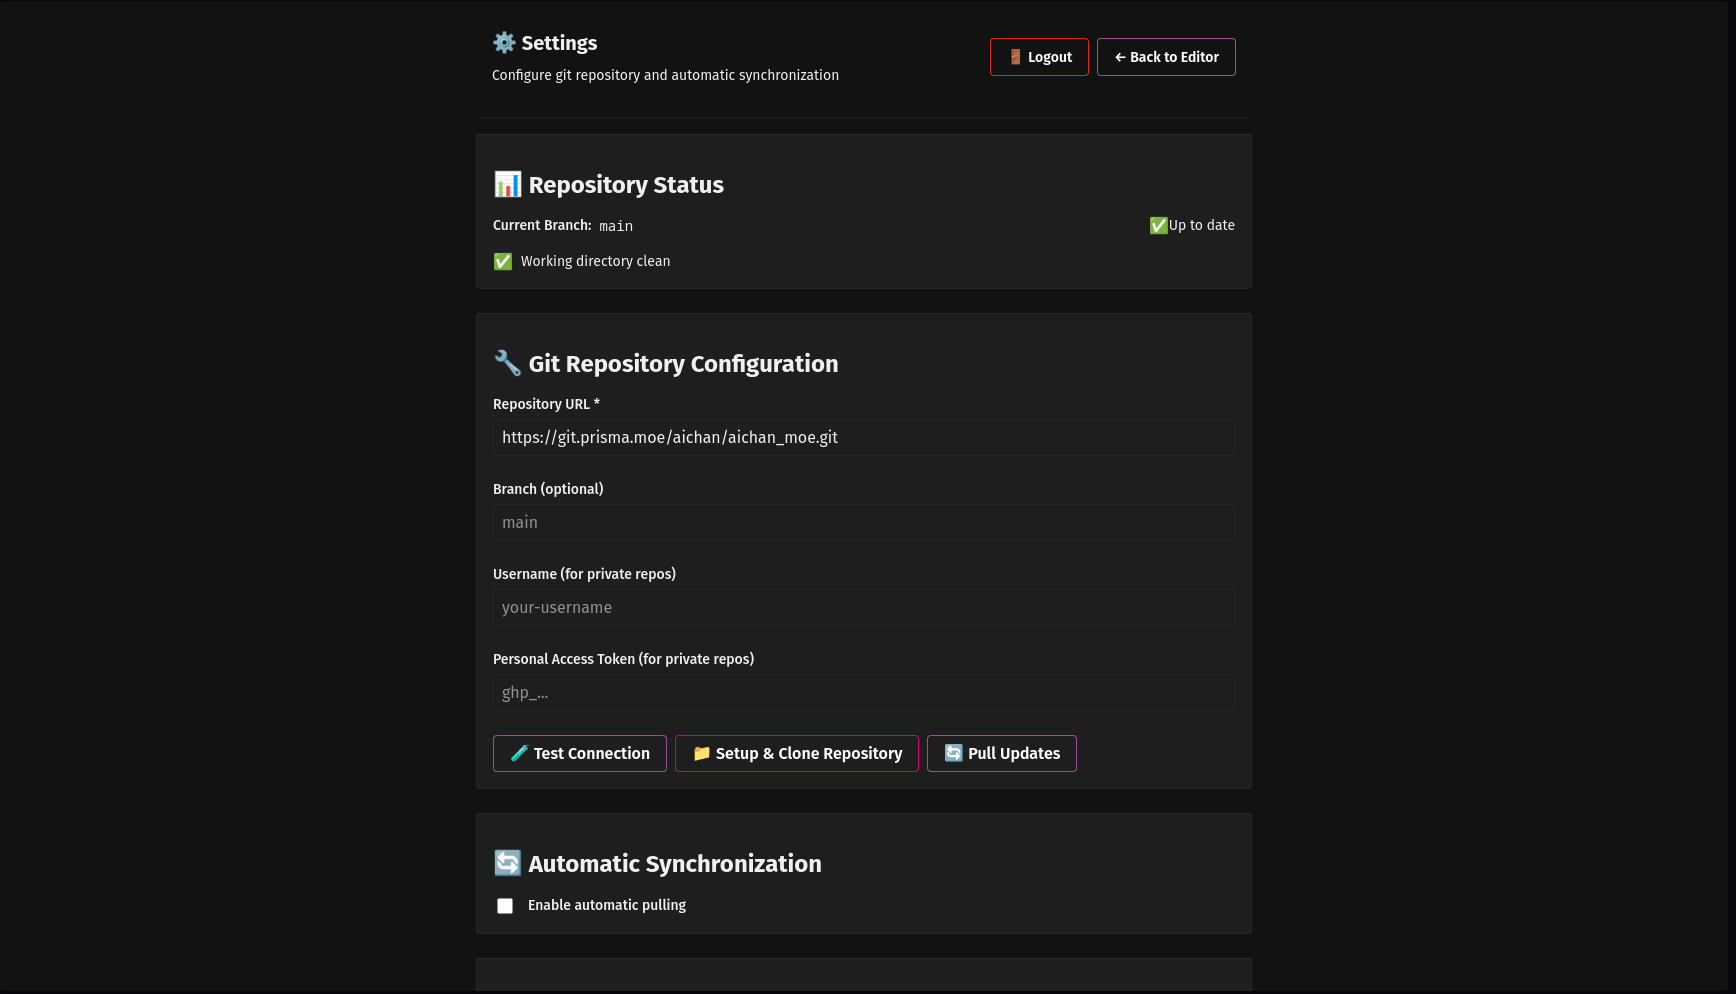 ⚙️ Settings
Configure git repository and automatic synchronization
🚪 Logout
← Back to Editor
📊 Repository Status
Current Branch: main
✅Up to date
✅ Working directory clean
🔧 Git Repository Configuration
Repository URL *
https://git.prisma.moe/aichan/aichan_moe.git
Branch (optional)
main
Username (for private repos)
your-username
Personal Access Token (for private repos)
ghp_...
🧪 Test Connection
📁 Setup & Clone Repository
🔄 Pull Updates
🔄 Automatic Synchronization
Enable automatic pulling